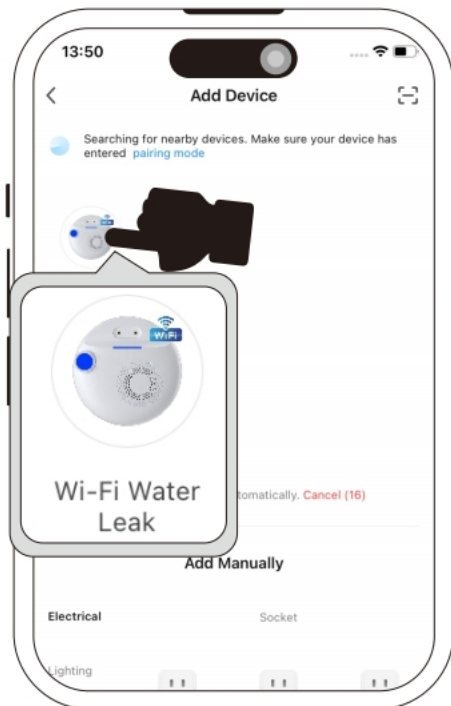 13:50
Add Device
Searching for nearby devices. Make sure your device has
entered pairing mode
WiFi
Wi-Fi Water
Leak
tomatically. Cancel (16)
Add Manually
Electrical
Socket
Lighting